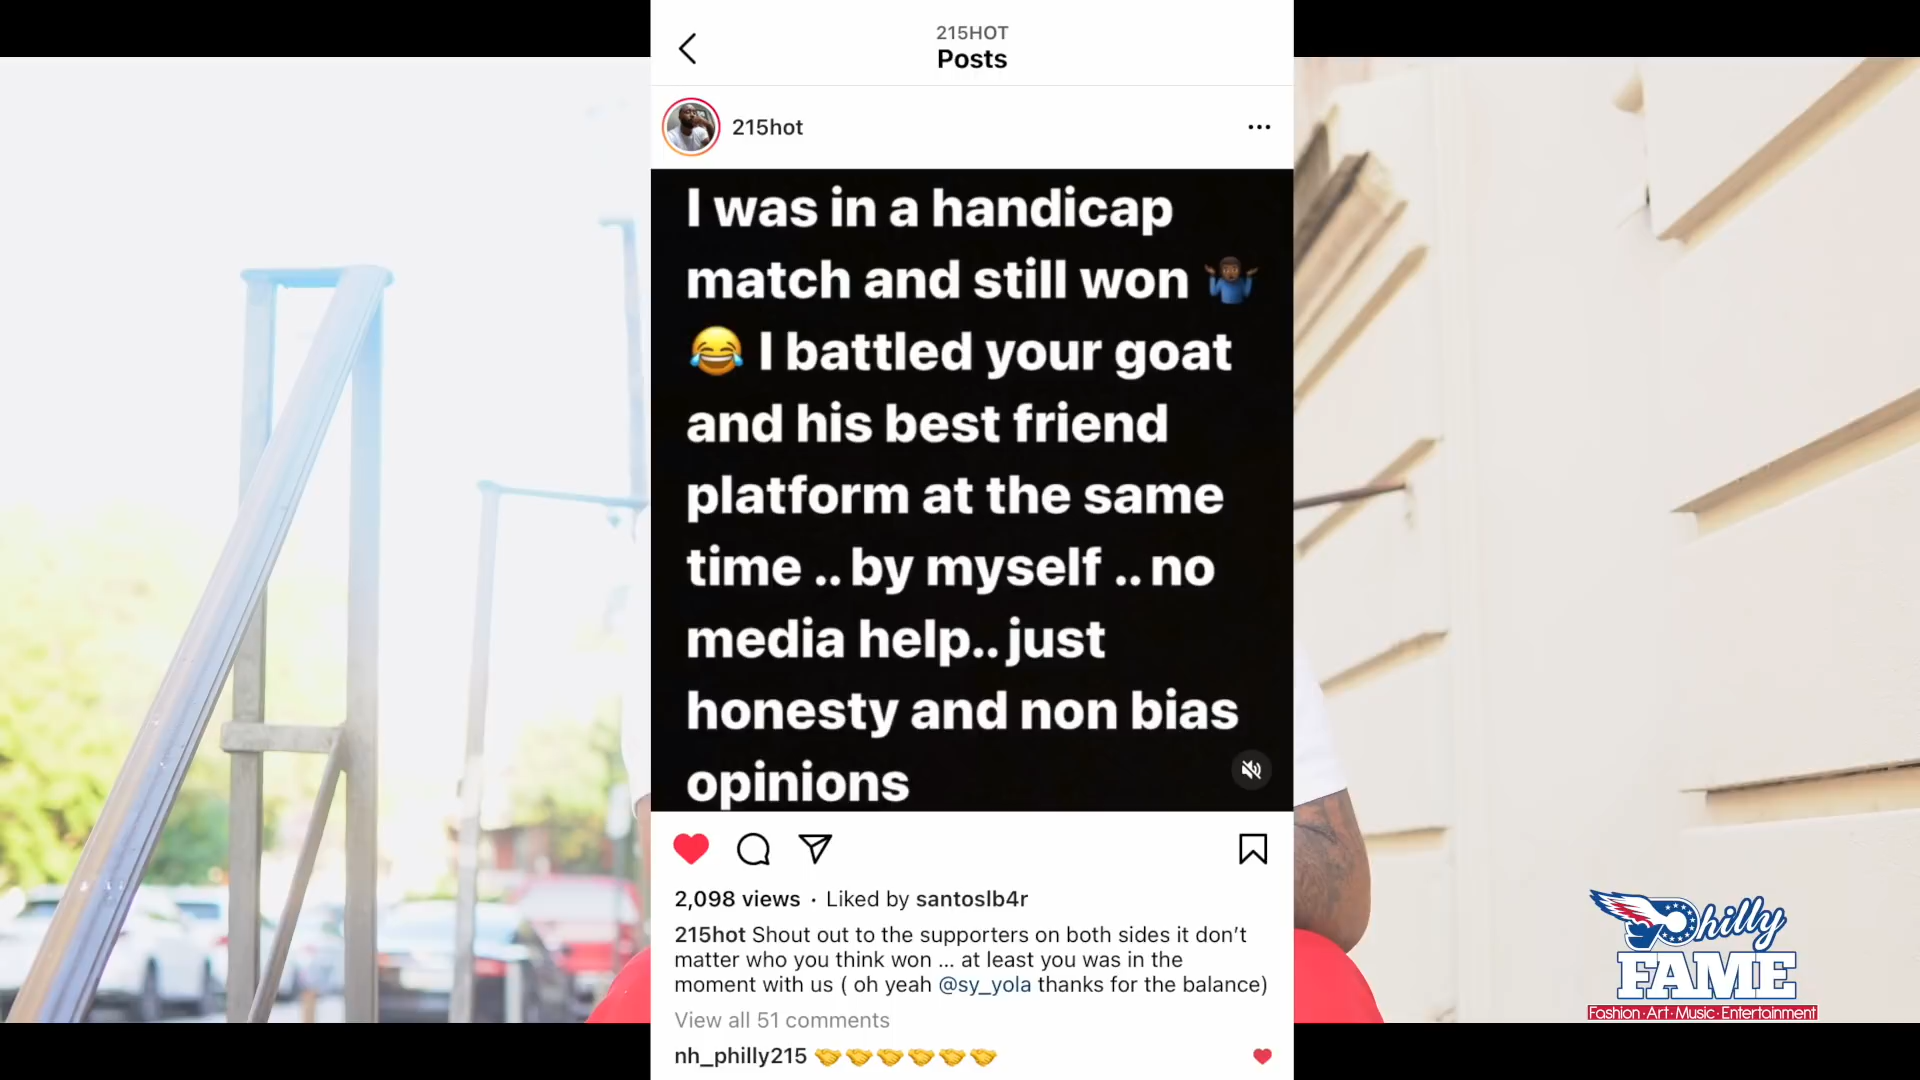 215HOT
Posts
215hot
I was in a handicap
match and still won 🤷🏾‍♂️
😂 I battled your goat
and his best friend
platform at the same
time .. by myself .. no
media help.. just
honesty and non bias
opinions
2,098 views · Liked by santoslb4r
215hot Shout out to the supporters on both sides it don’t
matter who you think won ... at least you was in the
moment with us ( oh yeah @sy_yola thanks for the balance)
View all 51 comments
nh_philly215 🤝🤝🤝🤝🤝🤝
Philly
FAME
Fashion·Art·Music·Entertainment